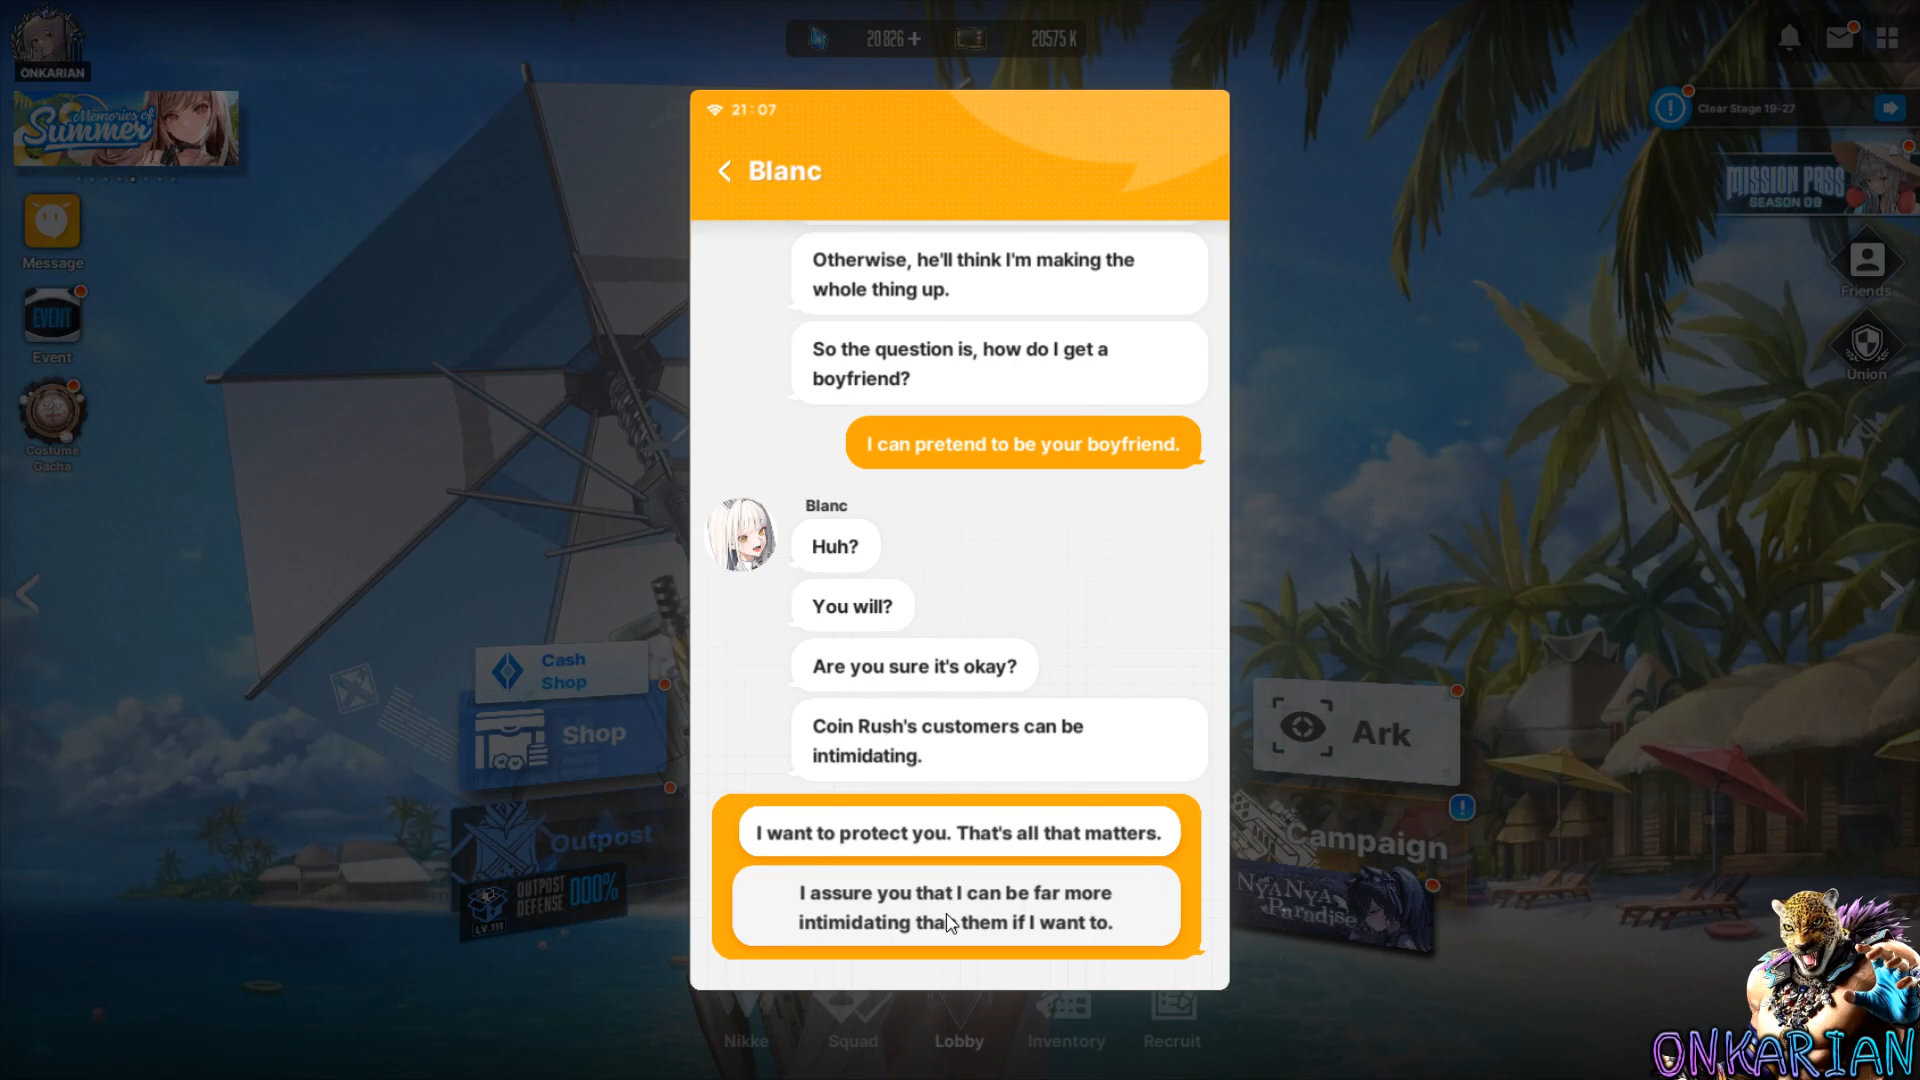 20826+
20575 K
ONKARIAN
Memories of
Summer
Clear Stage 19-27
MISSION PASS
SEASON 09
Message
EVENT
Event
Costume
Gacha
Friends
Union
21:07
Blanc
Otherwise, he'll think I'm making the
whole thing up.
So the question is, how do I get a
boyfriend?
I can pretend to be your boyfriend.
Blanc
Huh?
You will?
Are you sure it's okay?
Coin Rush's customers can be
intimidating.
I want to protect you. That's all that matters.
I assure you that I can be far more
intimidating than them if I want to.
Cash
Shop
Shop
Outpost
OUTPOST
DEFENSE
000%
LV.111
Ark
Campaign
NYANYA
Paradise
Nikke
Squad
Lobby
Inventory
Recruit
ONKARIAN